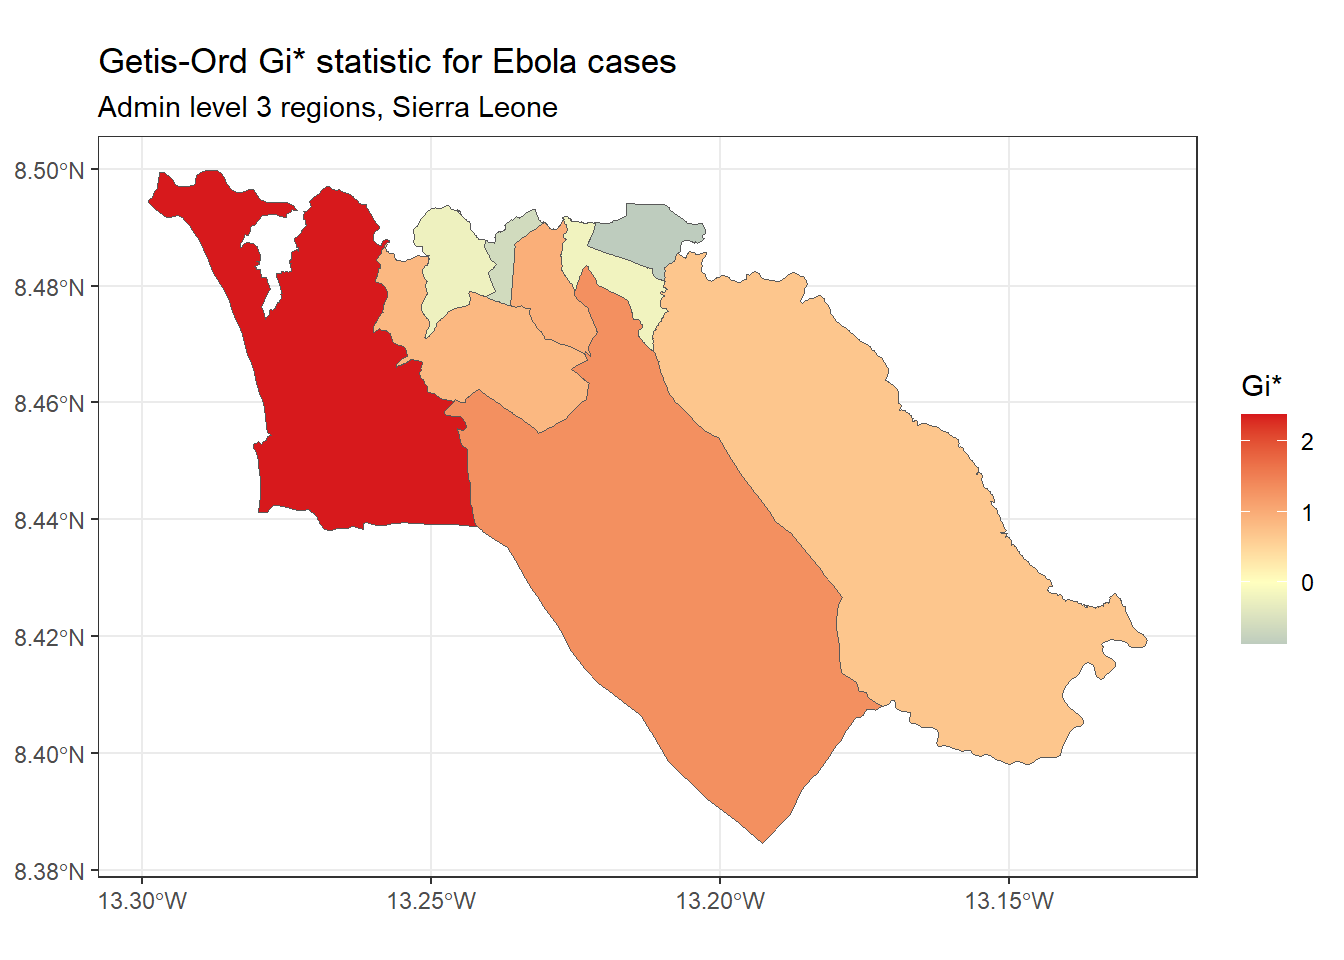 Getis-Ord Gi* statistic for Ebola cases
Admin level 3 regions, Sierra Leone
8.50°N
8.48°N
8.46°N
8.44°N
8.42°N
8.40°N
8.38°N
13.30°W
13.25°W
13.20°W
13.15°W
Gi*
2
1
0